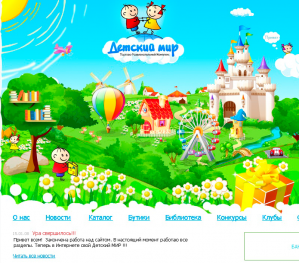 Детский мир
О нас Новости Каталог Бутики Библиотека Конкурсы Клубы
Ура свершилось!!!
Привет всем! Закончена работа над сайтом. В настоящий момент работаю все
разделы. Теперь в Интернете свой Детский МИР !!!
Читать все новости